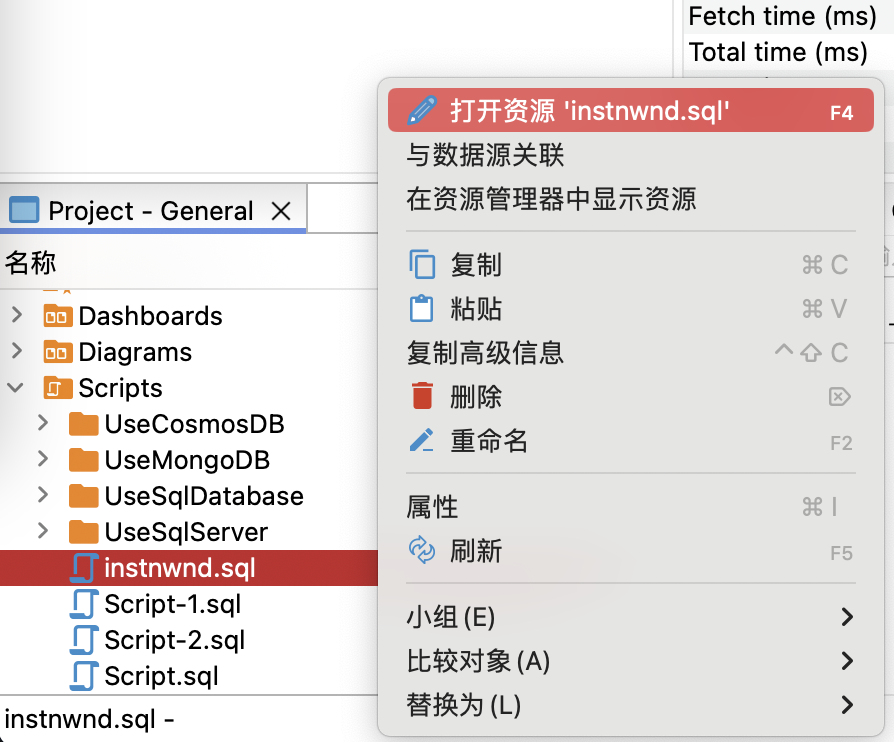 Fetch time (ms)
Total time (ms)
打开资源 'instnwnd.sql' F4
与数据源关联
在资源管理器中显示资源
复制 ⌘ C
粘贴 ⌘ V
复制高级信息 ^⇧ C
删除 ⌦
重命名 F2
属性 ⌘ I
刷新 F5
小组 (E)
比较对象 (A)
替换为 (L)
Project - General
名称
Dashboards
Diagrams
Scripts
UseCosmosDB
UseMongoDB
UseSqlDatabase
UseSqlServer
instnwnd.sql
Script-1.sql
Script-2.sql
Script.sql
instnwnd.sql -